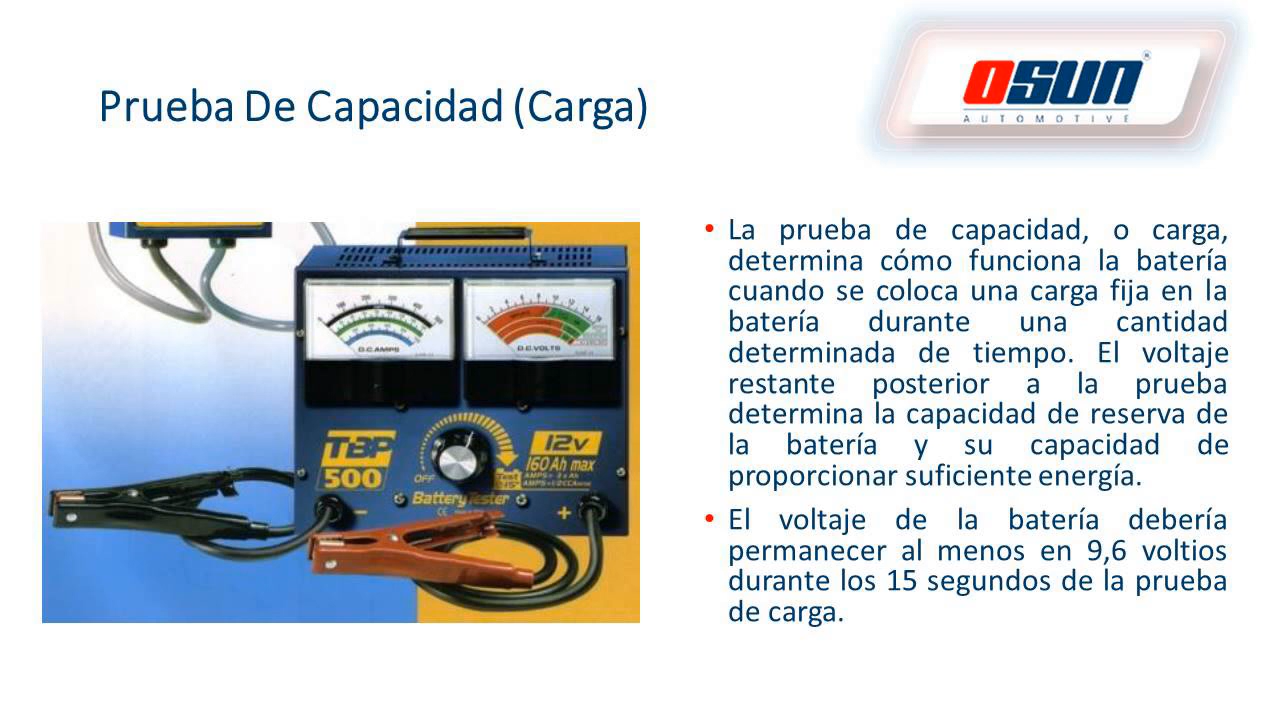 Prueba De Capacidad (Carga)
OSUN
AUTOMOTIVE
D.C.AMPS
D.C.VOLTS
TBP
500
OFF
12v
160 Ah max
Battery Tester
CE
-
+
• La prueba de capacidad, o carga,
determina cómo funciona la batería
cuando se coloca una carga fija en la
batería durante una cantidad
determinada de tiempo. El voltaje
restante posterior a la prueba
determina la capacidad de reserva de
la batería y su capacidad de
proporcionar suficiente energía.
• El voltaje de la batería debería
permanecer al menos en 9,6 voltios
durante los 15 segundos de la prueba
de carga.